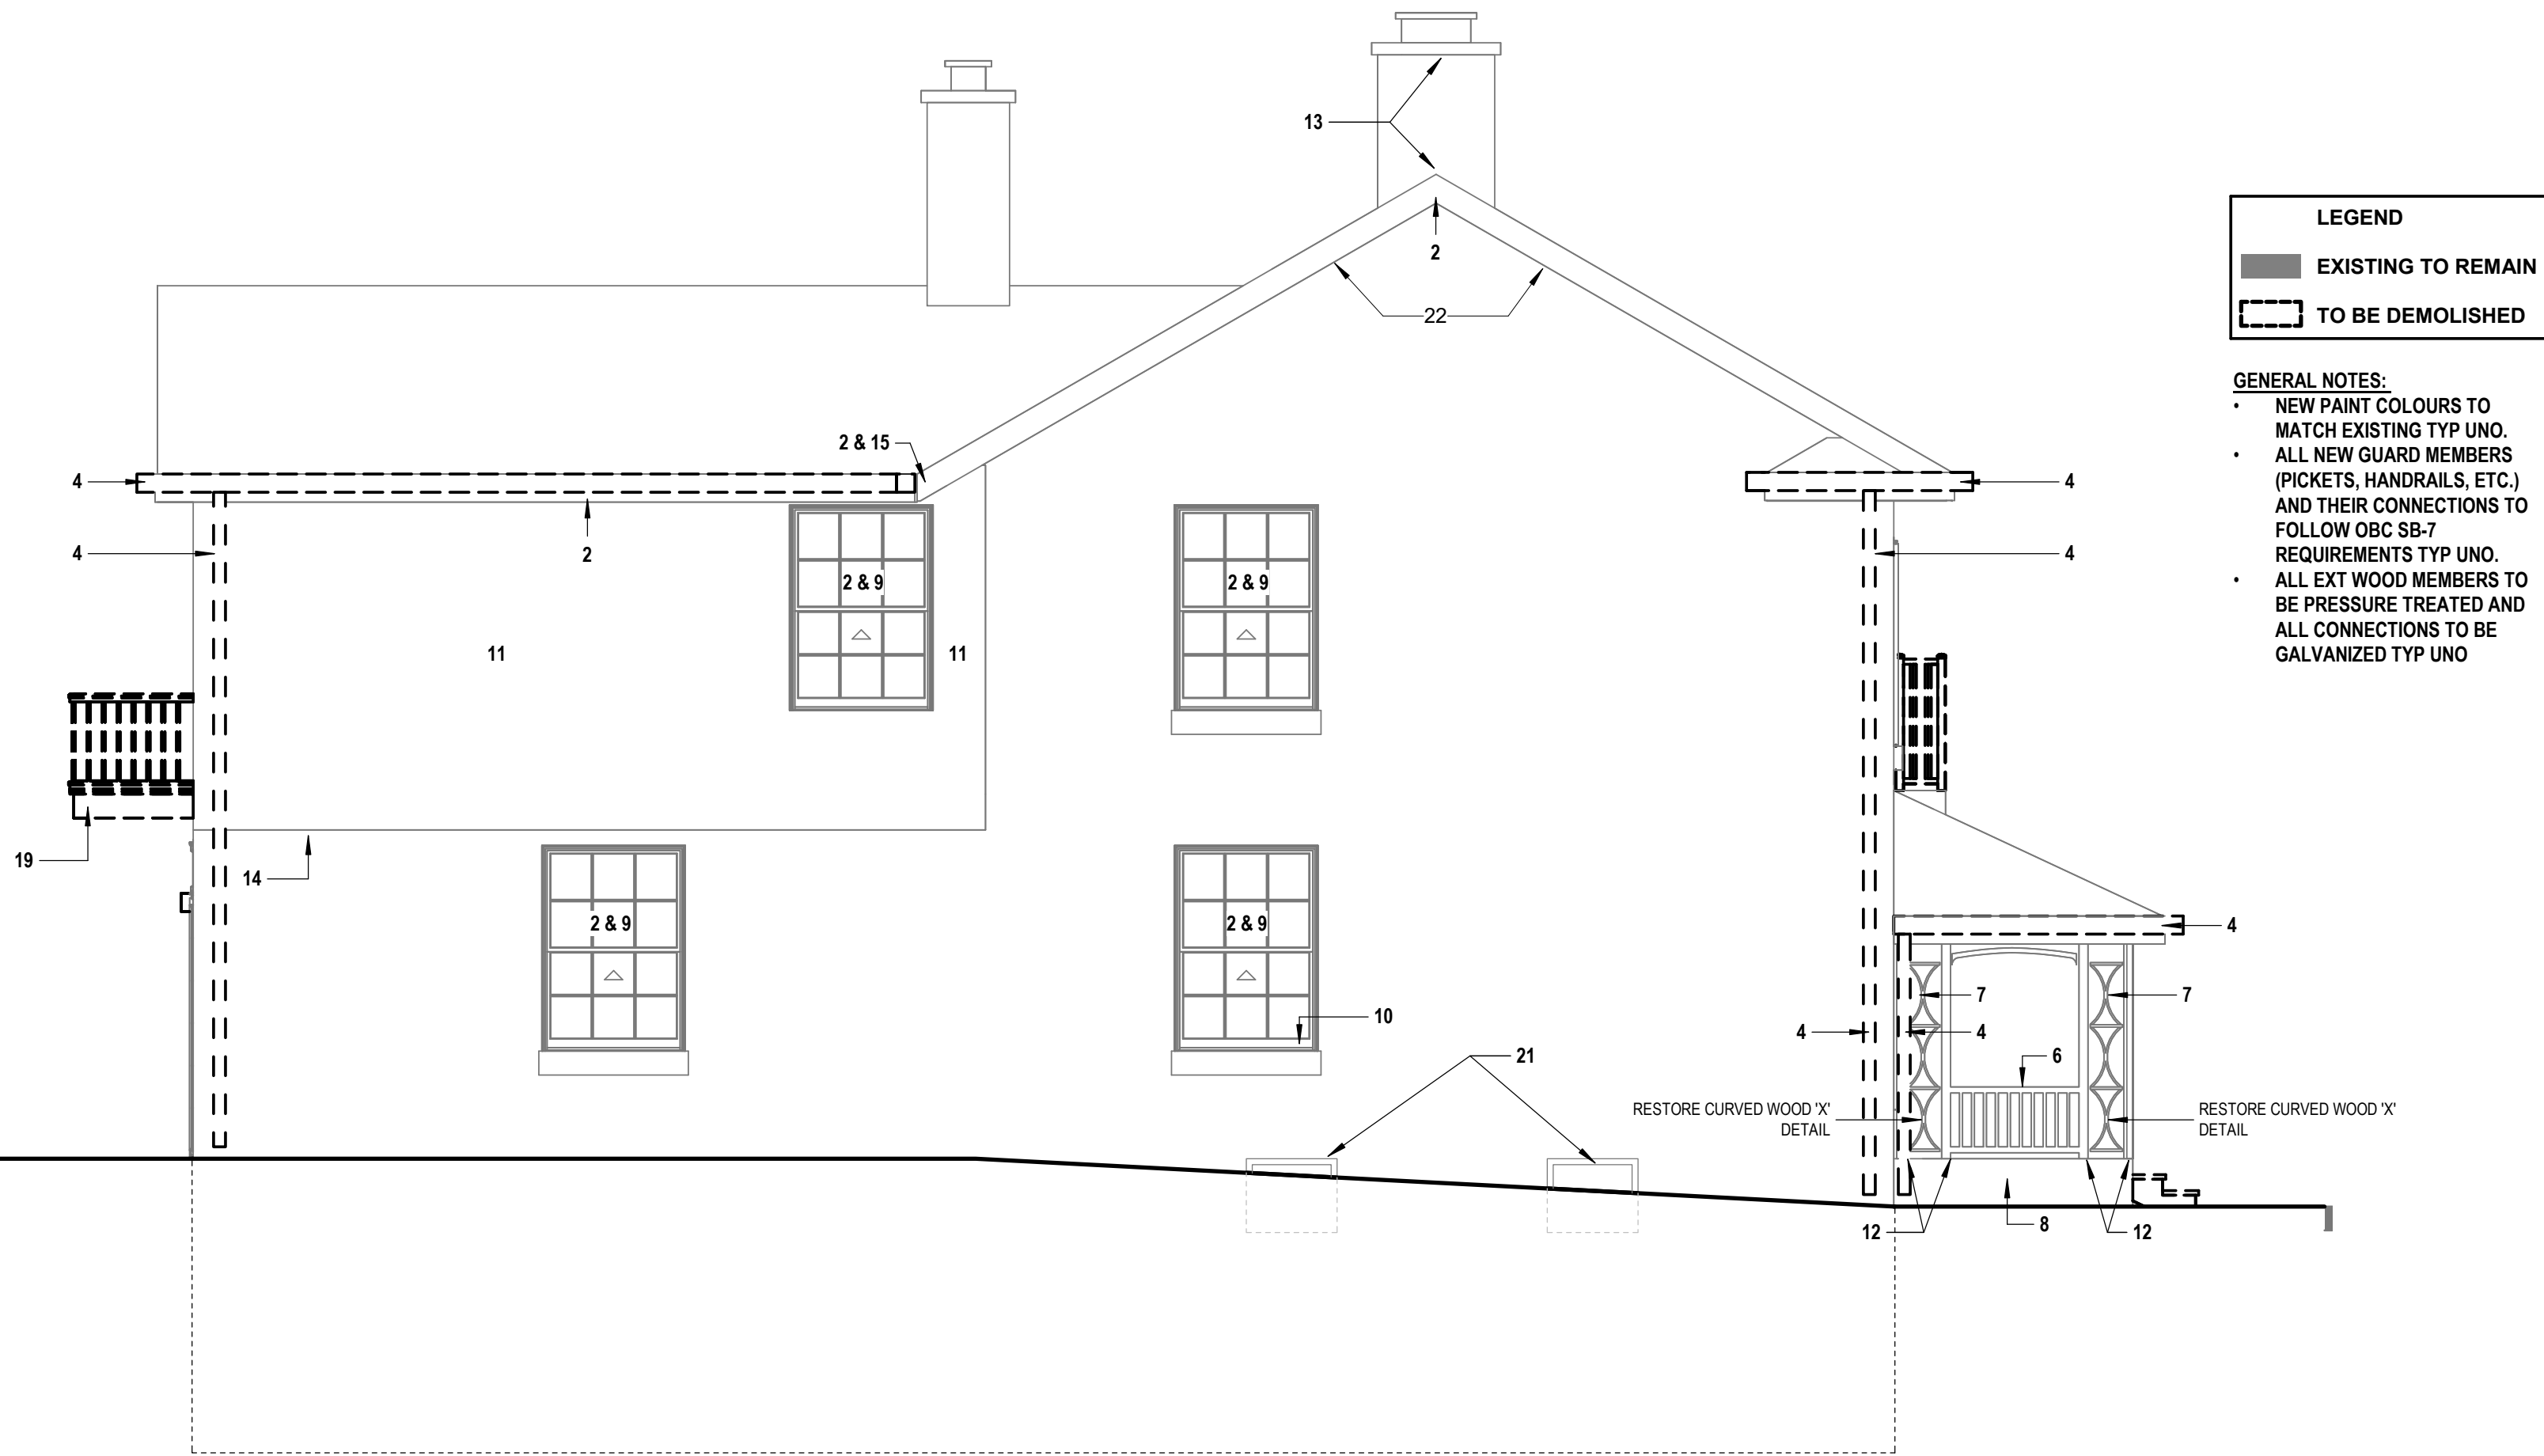 13
2
22
2 & 15
4
4
2
4
4
2 & 9
2 & 9
11
11
19
14
2 & 9
2 & 9
10
21
4
7
7
4
4
6
RESTORE CURVED WOOD 'X'
DETAIL
RESTORE CURVED WOOD 'X'
DETAIL
12
8
12
LEGEND
EXISTING TO REMAIN
TO BE DEMOLISHED
GENERAL NOTES:
• NEW PAINT COLOURS TO
MATCH EXISTING TYP UNO.
• ALL NEW GUARD MEMBERS
(PICKETS, HANDRAILS, ETC.)
AND THEIR CONNECTIONS TO
FOLLOW OBC SB-7
REQUIREMENTS TYP UNO.
• ALL EXT WOOD MEMBERS TO
BE PRESSURE TREATED AND
ALL CONNECTIONS TO BE
GALVANIZED TYP UNO